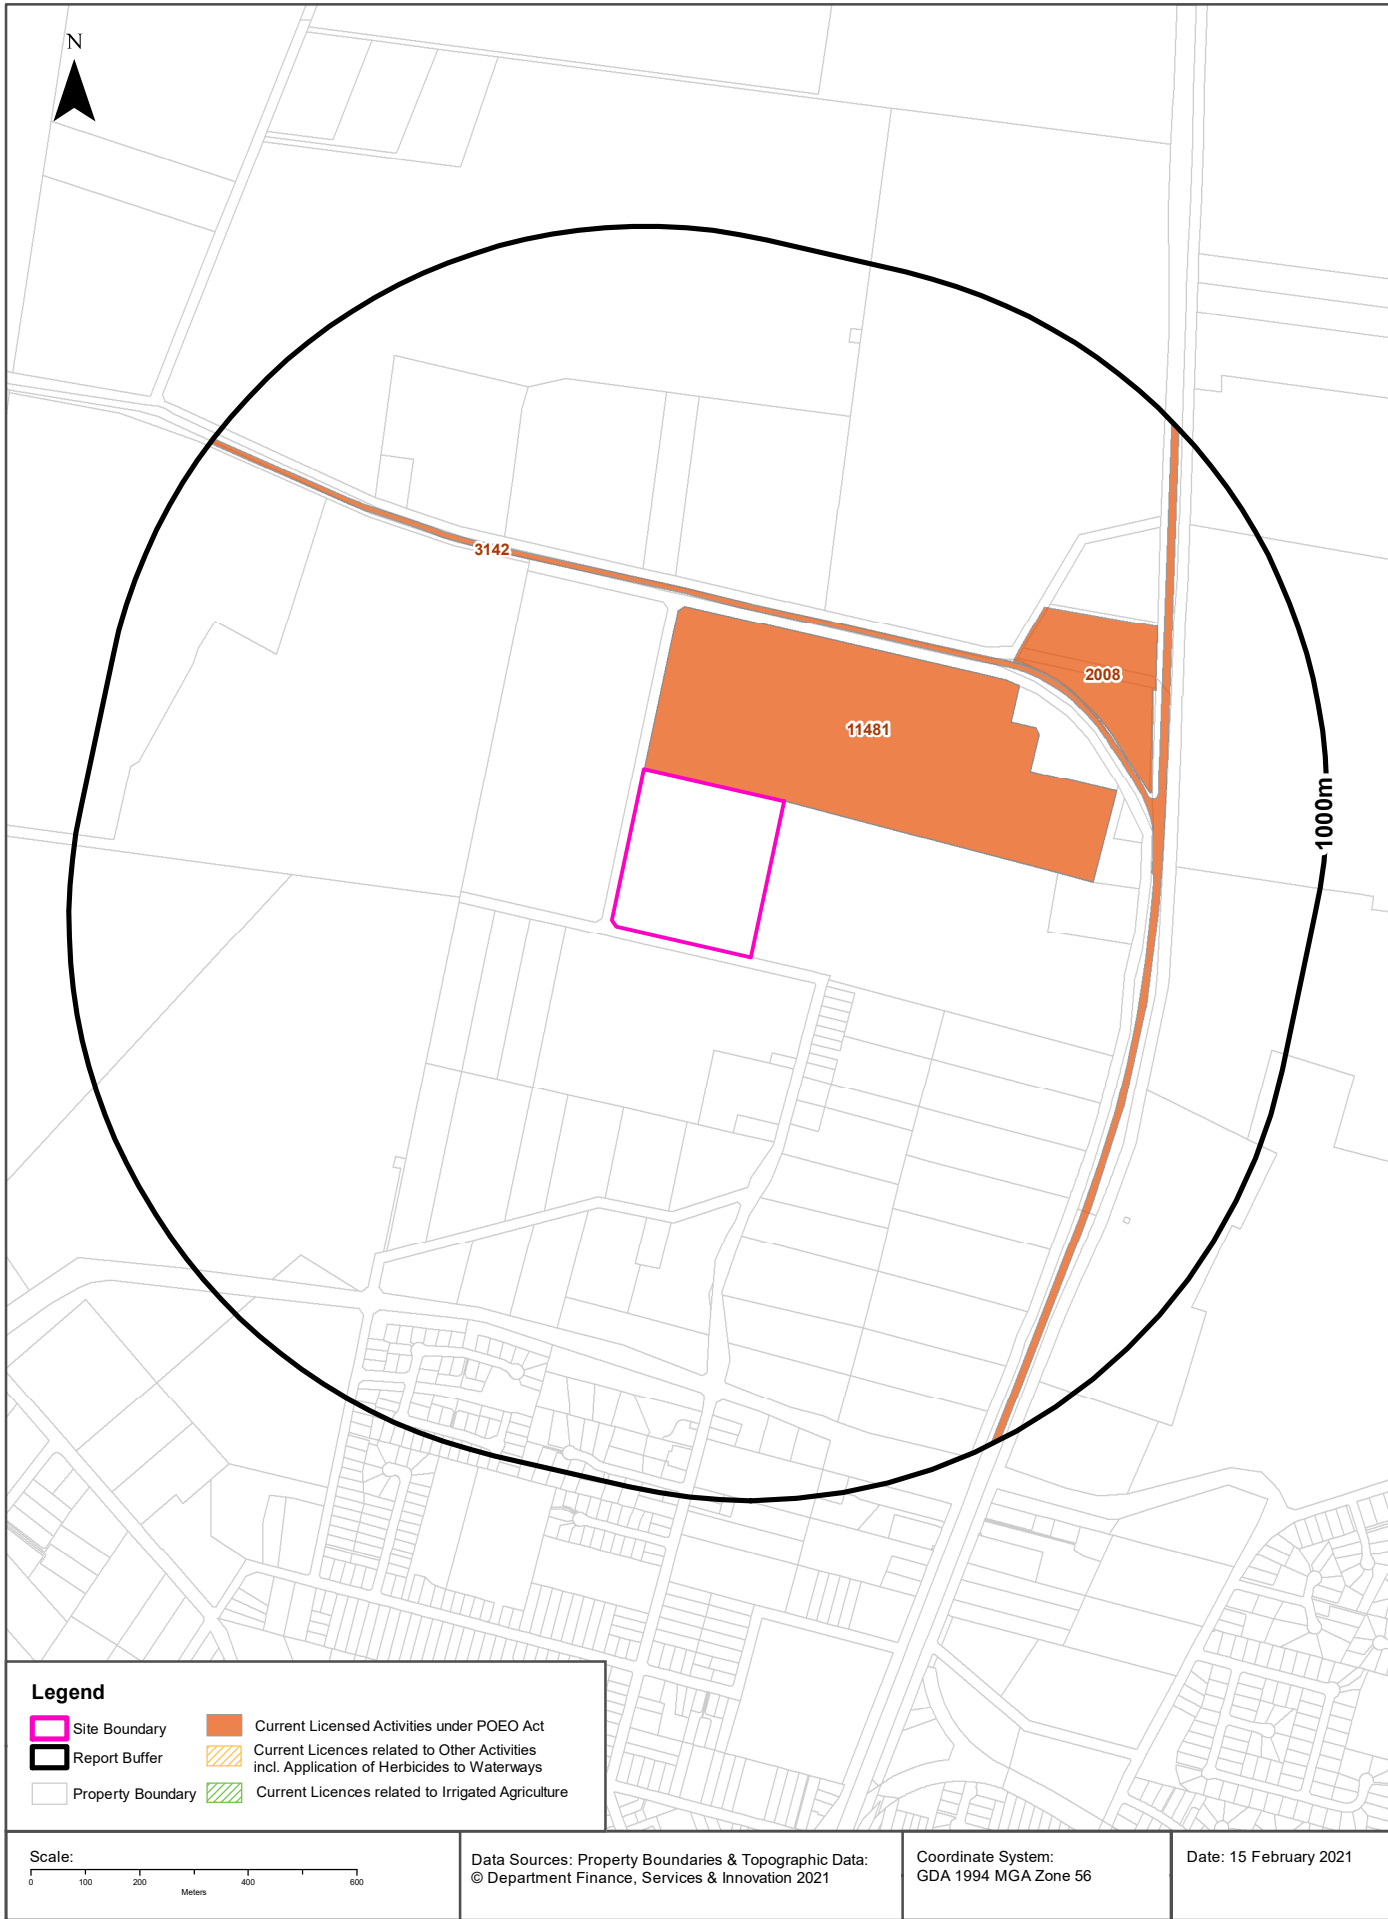 N
3142
2008
11481
1000m
Legend
Site Boundary
Report Buffer
Property Boundary
Current Licensed Activities under POEO Act
Current Licences related to Other Activities
incl. Application of Herbicides to Waterways
Current Licences related to Irrigated Agriculture
Scale:
0 100 200 400 600
Meters
Data Sources: Property Boundaries & Topographic Data:
© Department Finance, Services & Innovation 2021
Coordinate System:
GDA 1994 MGA Zone 56
Date: 15 February 2021